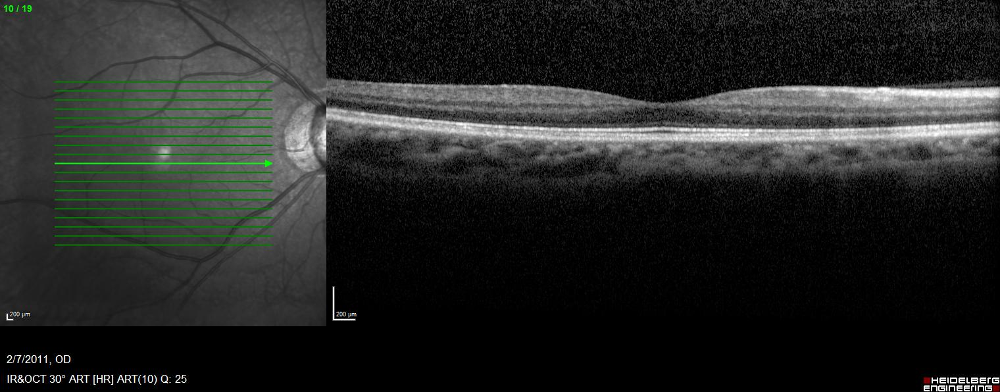 10 / 19
200 µm
200 µm
2/7/2011, OD
IR&OCT 30° ART [HR] ART(10) Q: 25
HEIDELBERG
ENGINEERING